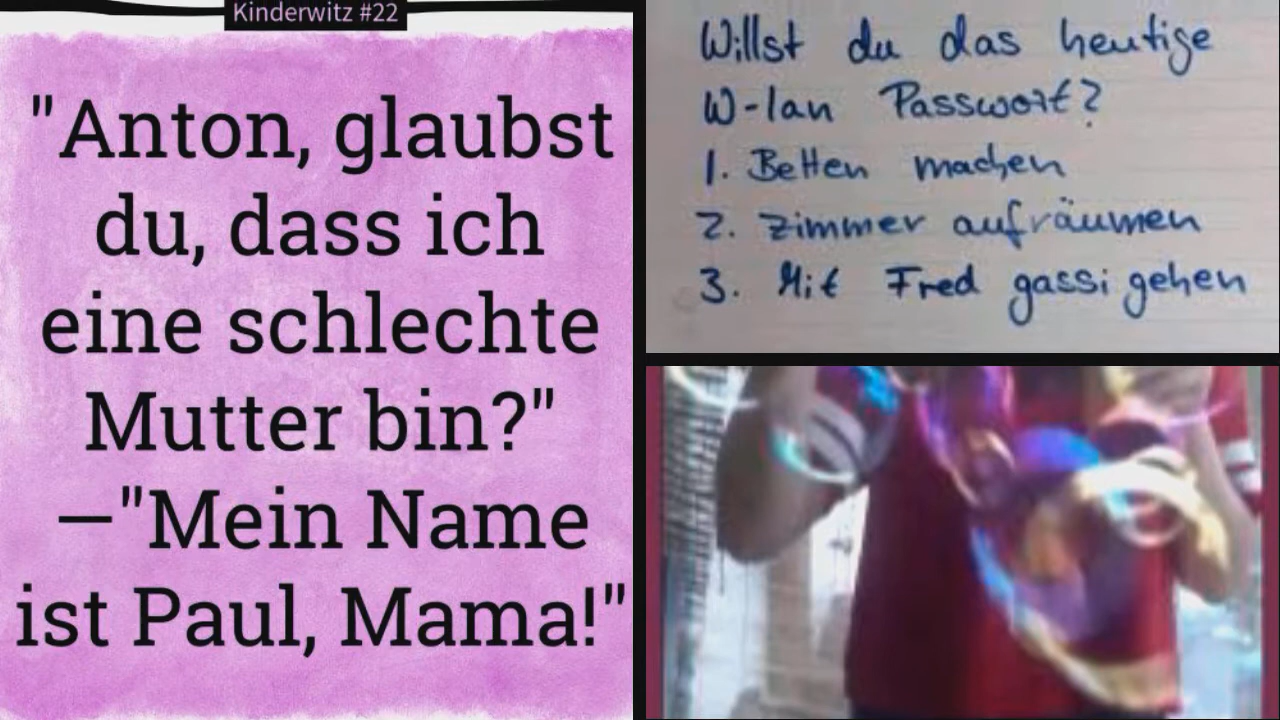 Kinderwitz #22
"Anton, glaubst
du, dass ich
eine schlechte
Mutter bin?"
—"Mein Name
ist Paul, Mama!"
Willst du das heutige
W-lan Passwort?
1. Betten machen
2. Zimmer aufräumen
3. Mit Fred gassi gehen